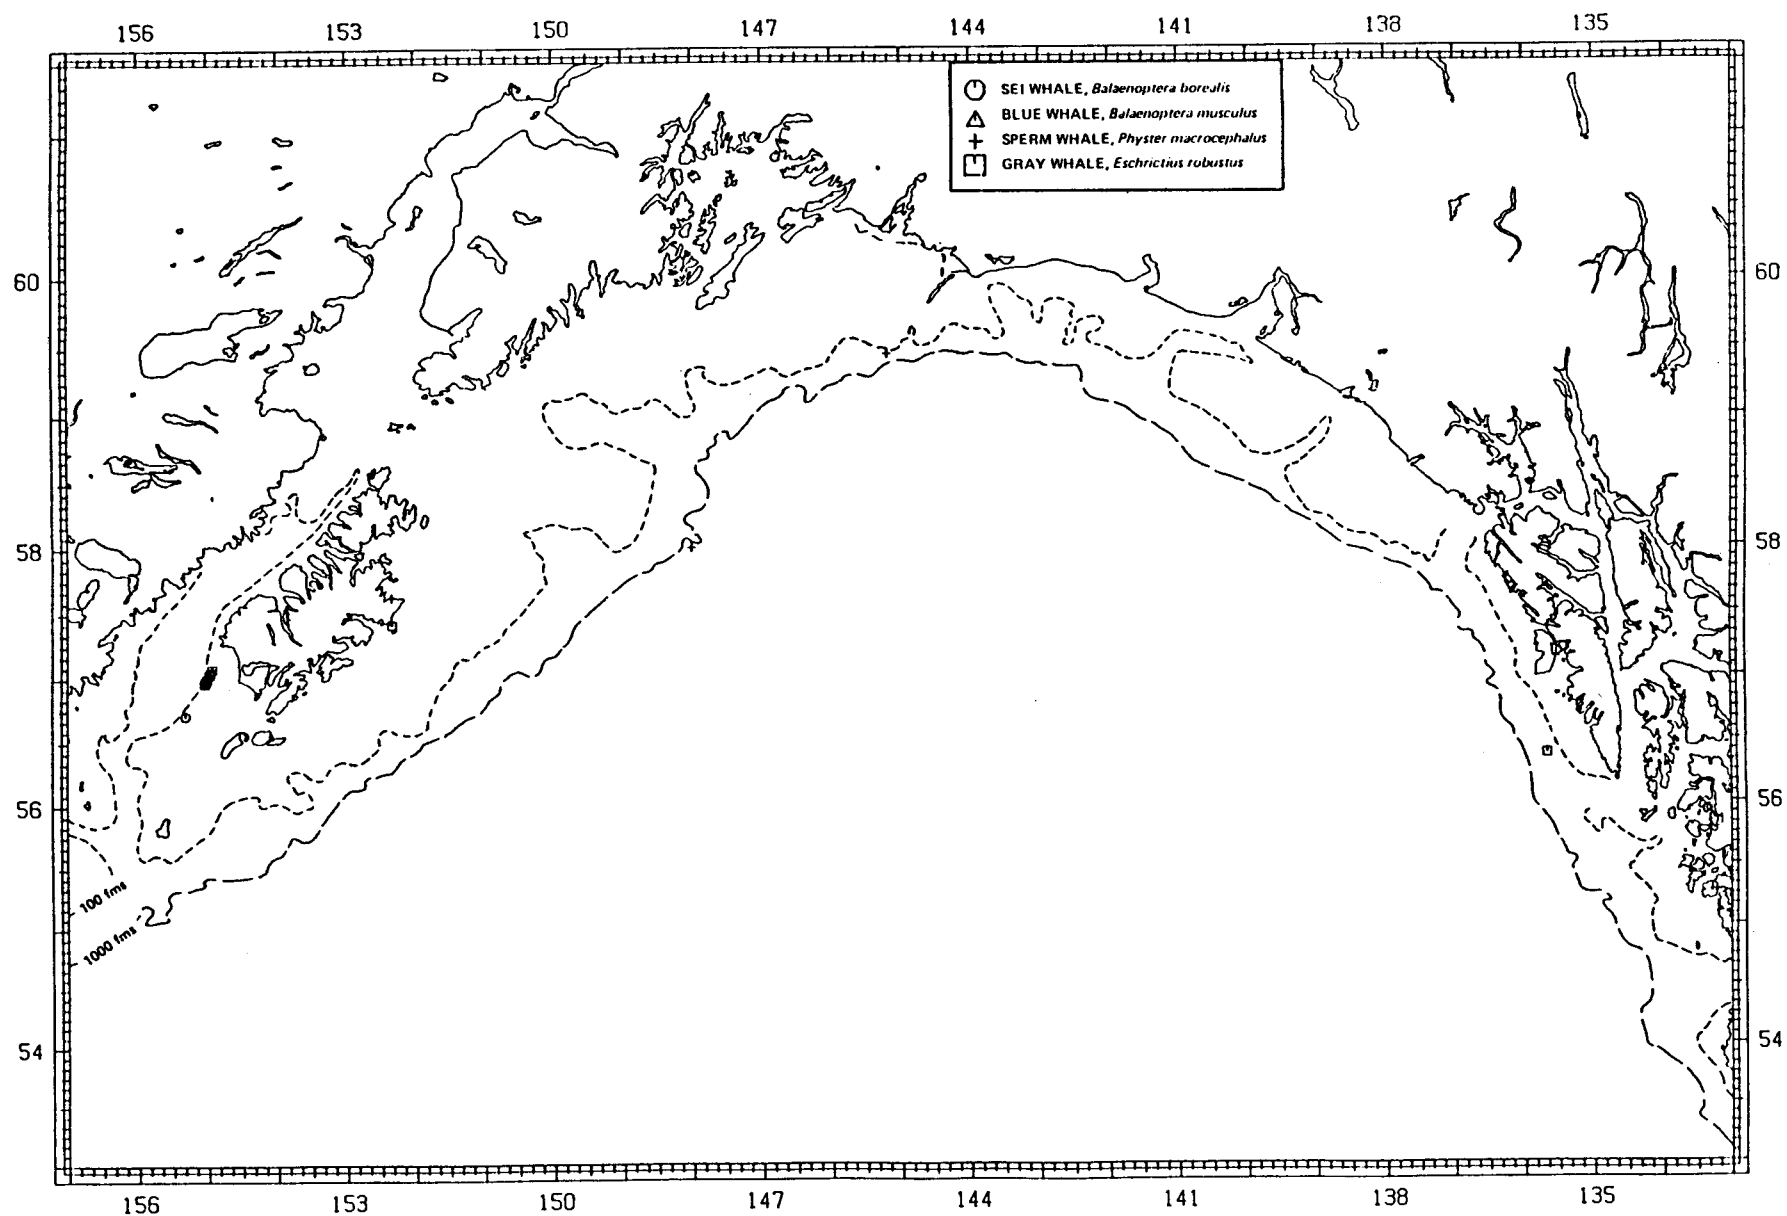 156 153 150 147 144 141 138 135
SEI WHALE, Balaenoptera borealis
BLUE WHALE, Balaenoptera musculus
SPERM WHALE, Physter macrocephalus
GRAY WHALE, Eschrictius robustus
60 60
58 58
56 56
100 fms
1000 fms
54 54
156 153 150 147 144 141 138 135